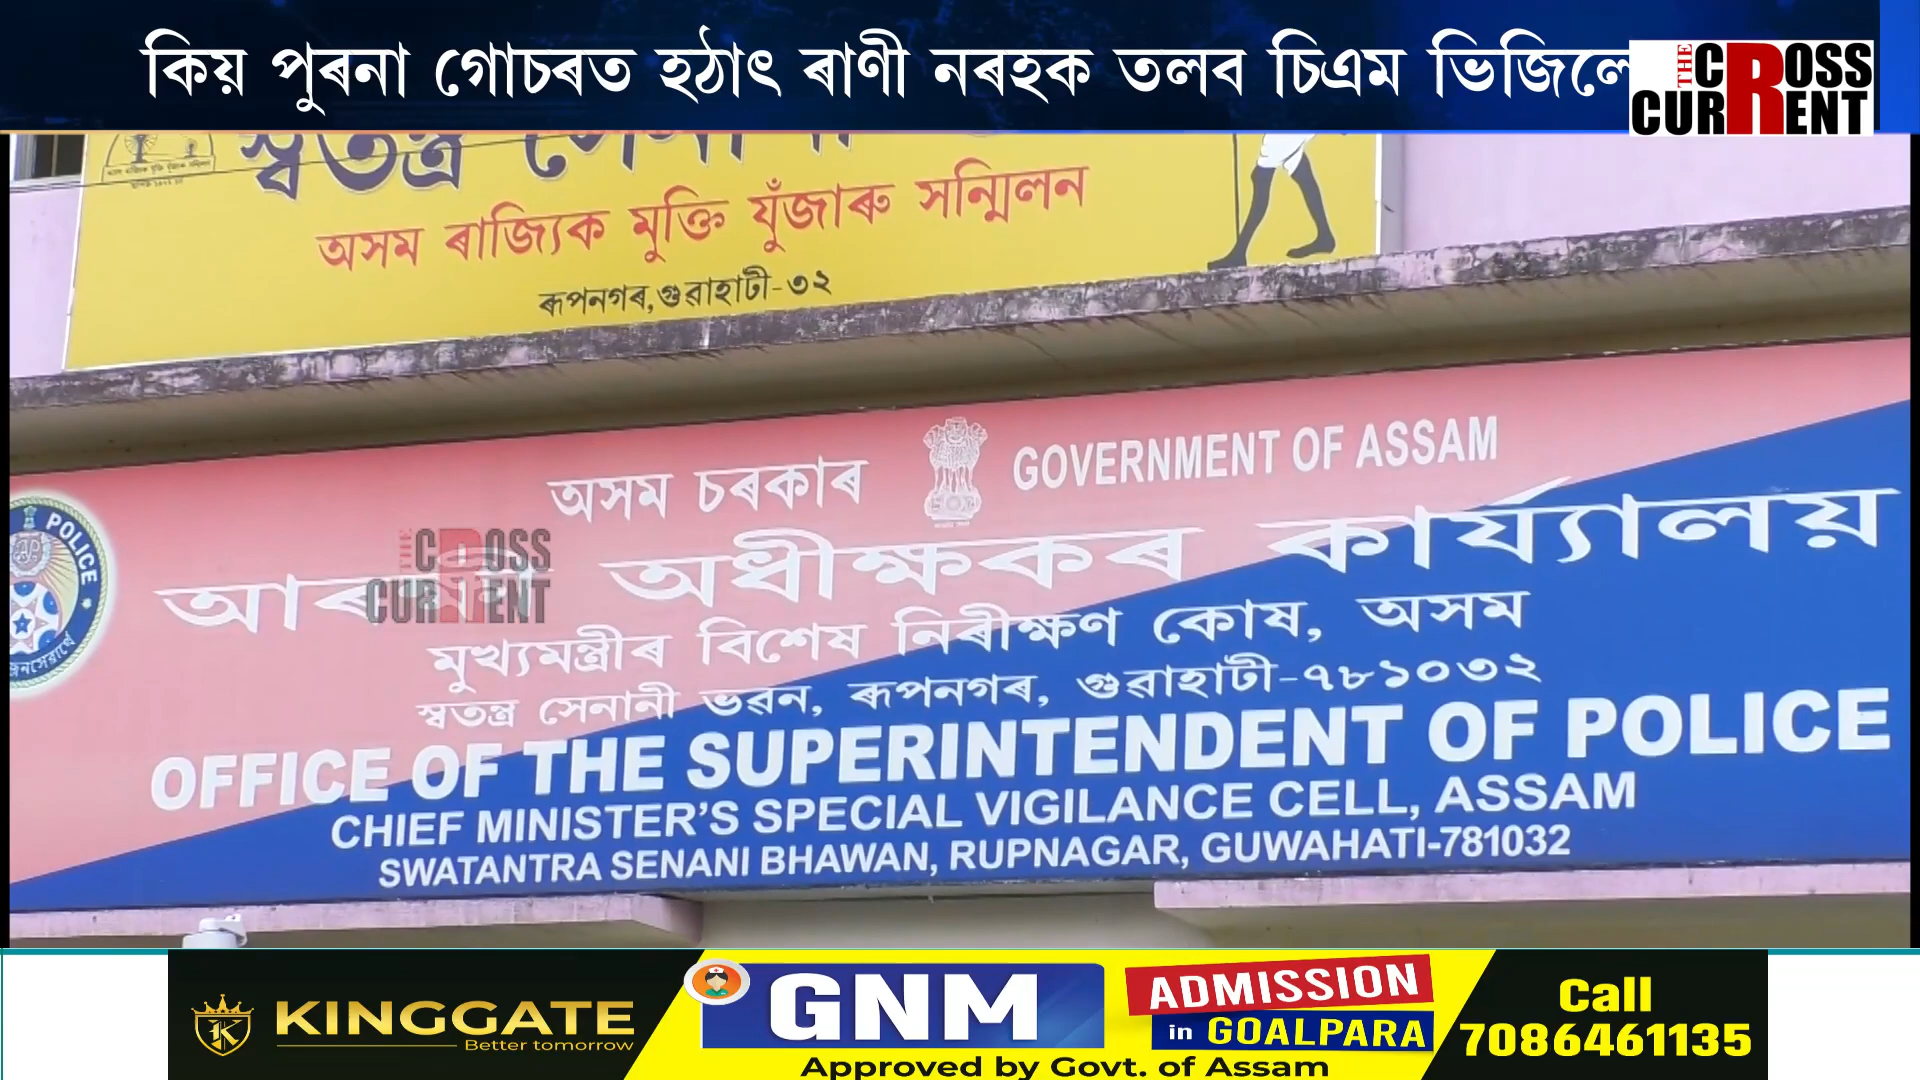 কিয় পুৰনা গোচৰত হঠাৎ ৰাণী নৰহক তলব চিএম ভিজিলে
THE CROSS CURRENT
স্বতন্ত্ৰ সেনানী
অসম ৰাজ্যিক মুক্তি যুঁজাৰু সন্মিলন
ৰূপনগৰ,গুৱাহাটী-৩২
অসম চৰকাৰ GOVERNMENT OF ASSAM
POLICE
আৰক্ষী অধীক্ষকৰ কাৰ্য্যালয়
THE CROSS CURRENT
মুখ্যমন্ত্ৰীৰ বিশেষ নিৰীক্ষণ কোষ, অসম
স্বতন্ত্ৰ সেনানী ভৱন, ৰূপনগৰ, গুৱাহাটী-৭৮১০৩২
OFFICE OF THE SUPERINTENDENT OF POLICE
CHIEF MINISTER'S SPECIAL VIGILANCE CELL, ASSAM
SWATANTRA SENANI BHAWAN, RUPNAGAR, GUWAHATI-781032
KINGGATE
Better tomorrow
GNM
ADMISSION
in GOALPARA
Approved by Govt. of Assam
Call
7086461135